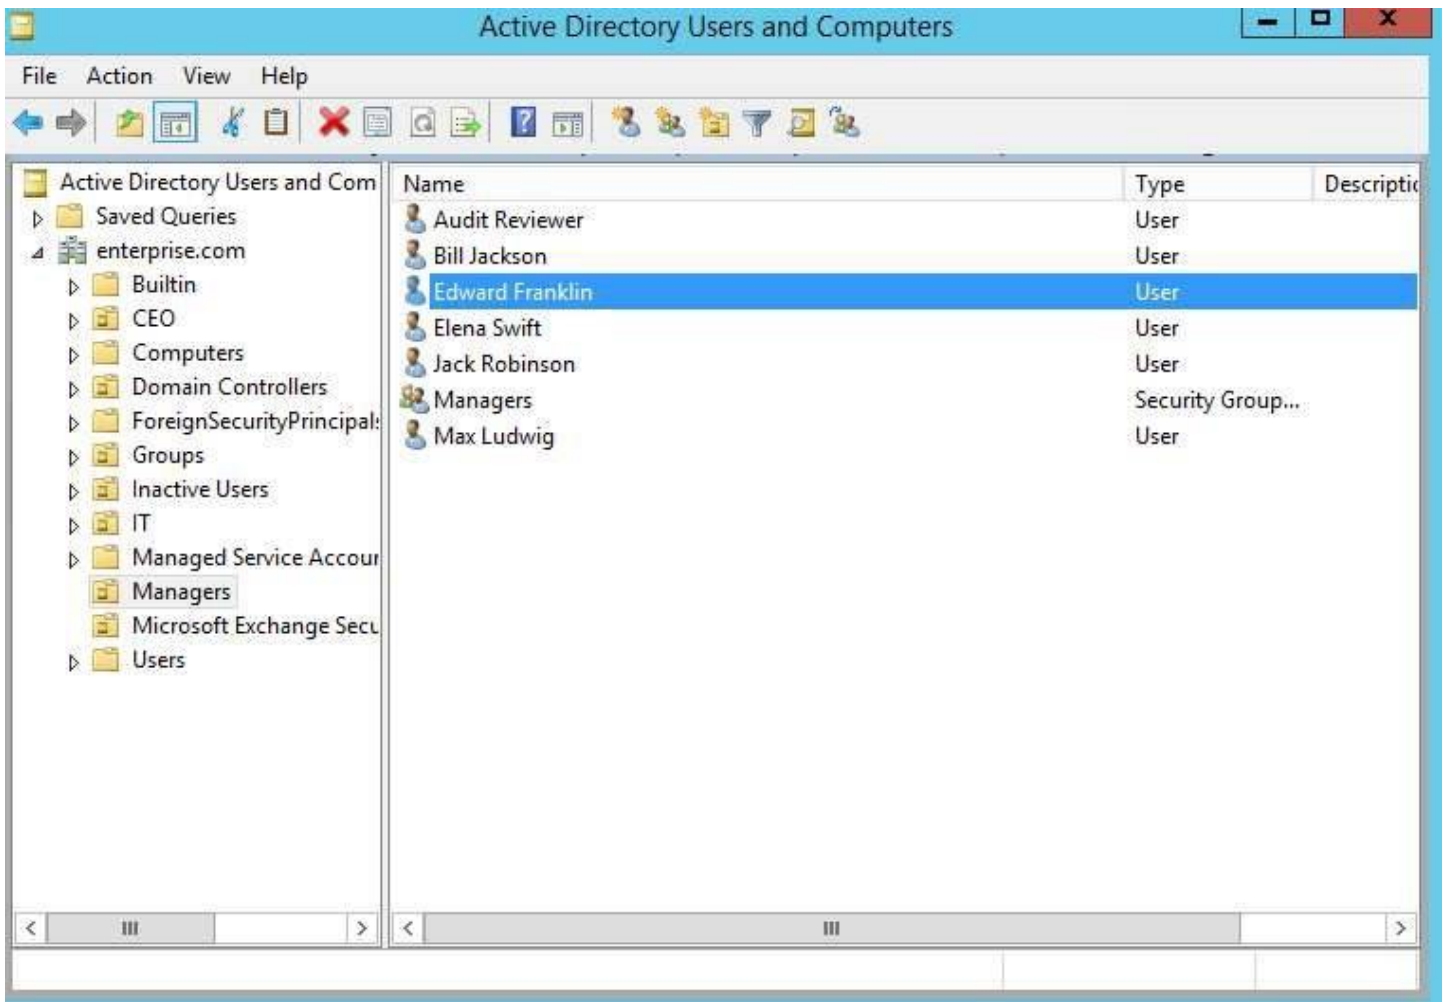 Active Directory Users and Computers
File Action View Help
Active Directory Users and Com
Saved Queries
enterprise.com
Builtin
CEO
Computers
Domain Controllers
ForeignSecurityPrincipals
Groups
Inactive Users
IT
Managed Service Accour
Managers
Microsoft Exchange Secu
Users
Name Type Descriptic
Audit Reviewer User
Bill Jackson User
Edward Franklin User
Elena Swift User
Jack Robinson User
Managers Security Group...
Max Ludwig User